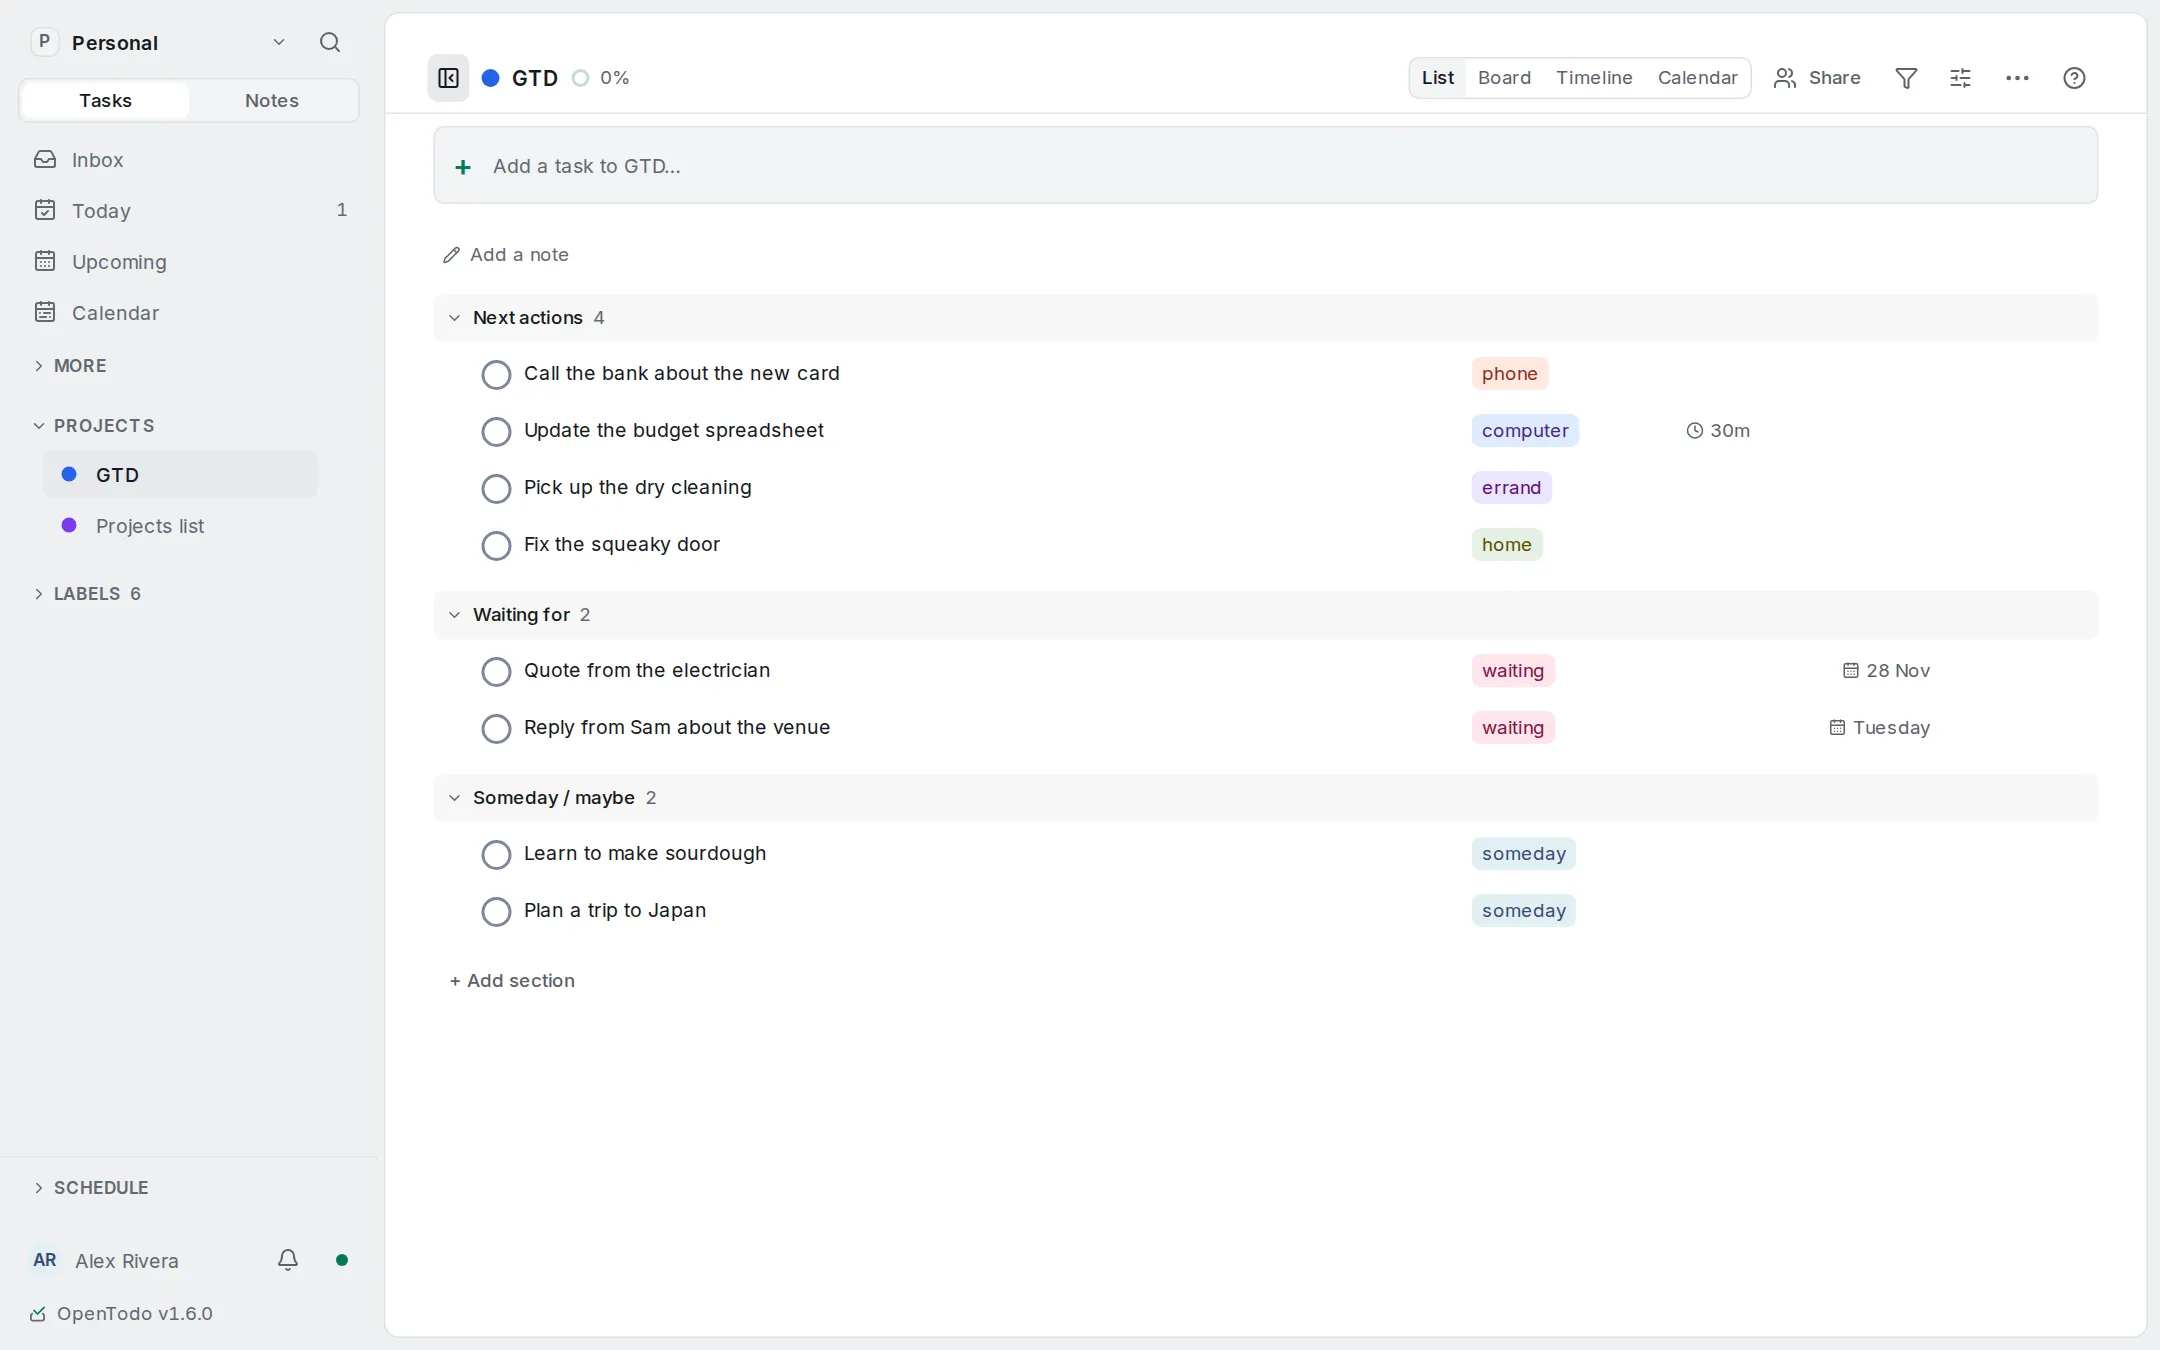 P Personal
Tasks Notes
Inbox
Today 1
Upcoming
Calendar
MORE
PROJECTS
GTD
Projects list
LABELS 6
SCHEDULE
AR Alex Rivera
OpenTodo v1.6.0
GTD 0%
List Board Timeline Calendar Share
+ Add a task to GTD...
Add a note
Next actions 4
Call the bank about the new card phone
Update the budget spreadsheet computer 30m
Pick up the dry cleaning errand
Fix the squeaky door home
Waiting for 2
Quote from the electrician waiting 28 Nov
Reply from Sam about the venue waiting Tuesday
Someday / maybe 2
Learn to make sourdough someday
Plan a trip to Japan someday
+ Add section